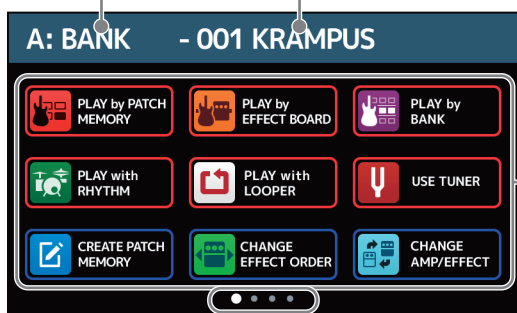 A: BANK - 001 KRAMPUS
PLAY by PATCH
MEMORY
PLAY by
EFFECT BOARD
PLAY by
BANK
PLAY with
RHYTHM
PLAY with
LOOPER
USE TUNER
CREATE PATCH
MEMORY
CHANGE
EFFECT ORDER
CHANGE
AMP/EFFECT